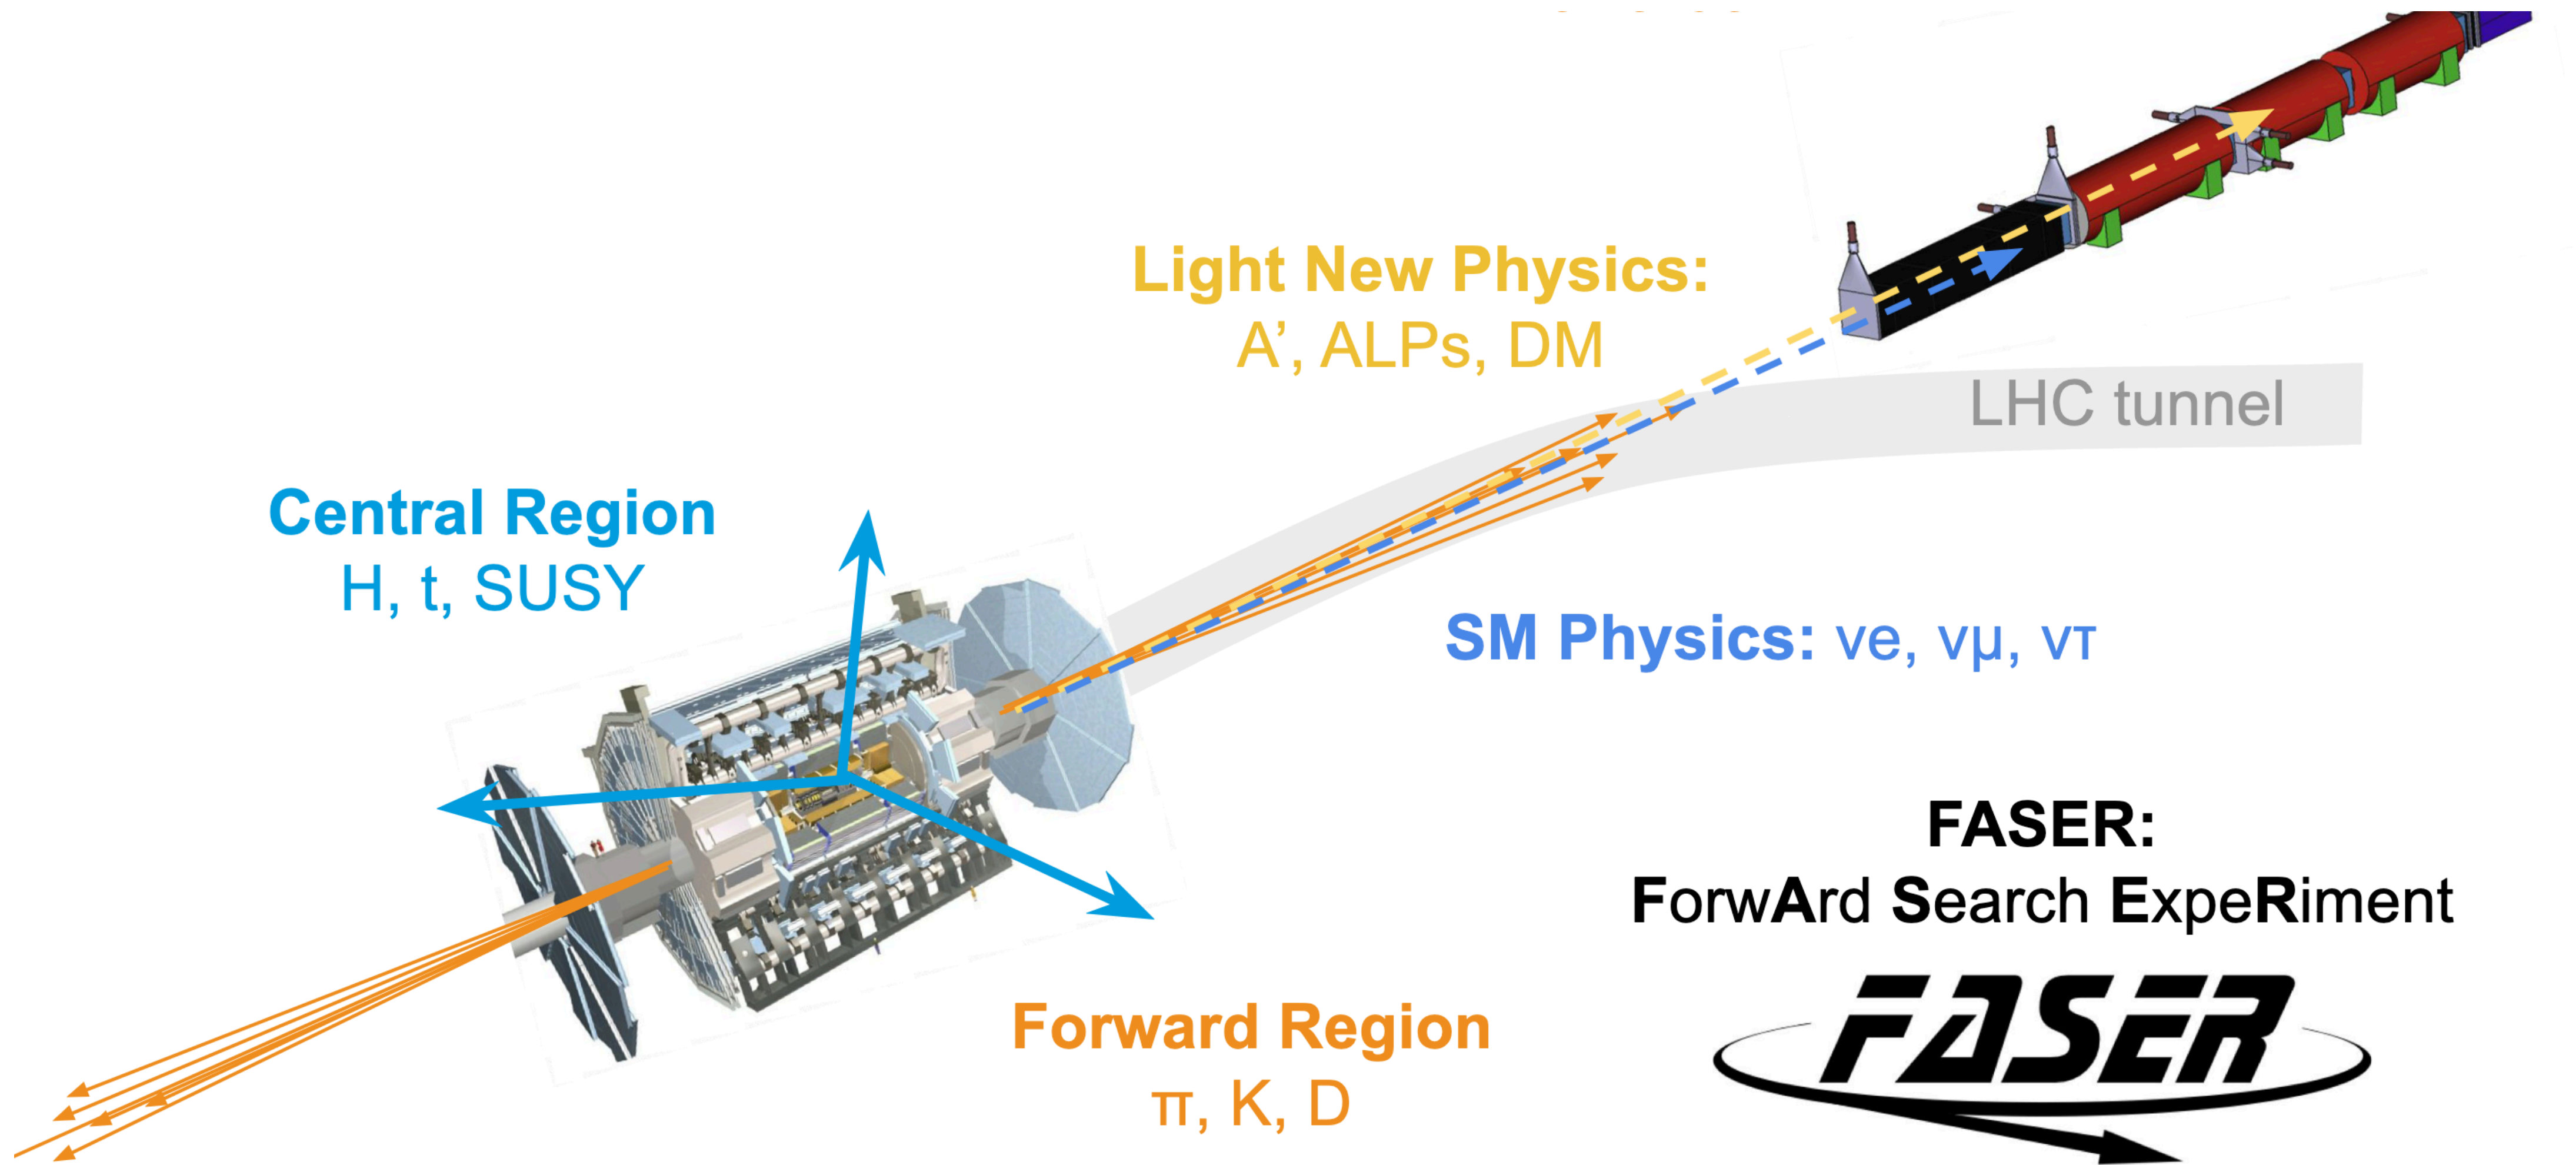 Light New Physics:
A’, ALPs, DM
LHC tunnel
Central Region
H, t, SUSY
SM Physics: νe, νμ, ντ
FASER:
ForwArd Search ExpeRiment
Forward Region
π, K, D
FASER